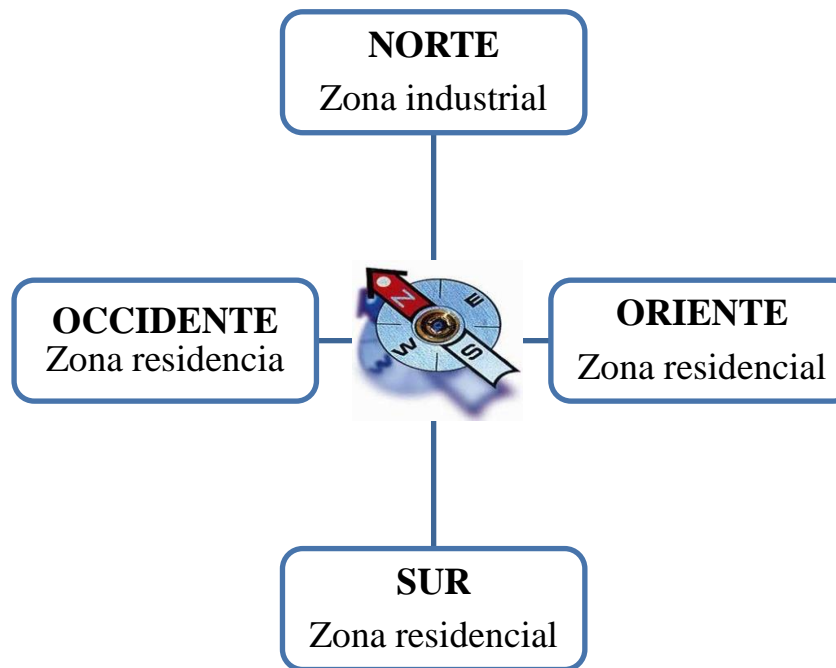 NORTE
Zona industrial
OCCIDENTE
Zona residencia
N
E
W
S
ORIENTE
Zona residencial
SUR
Zona residencial